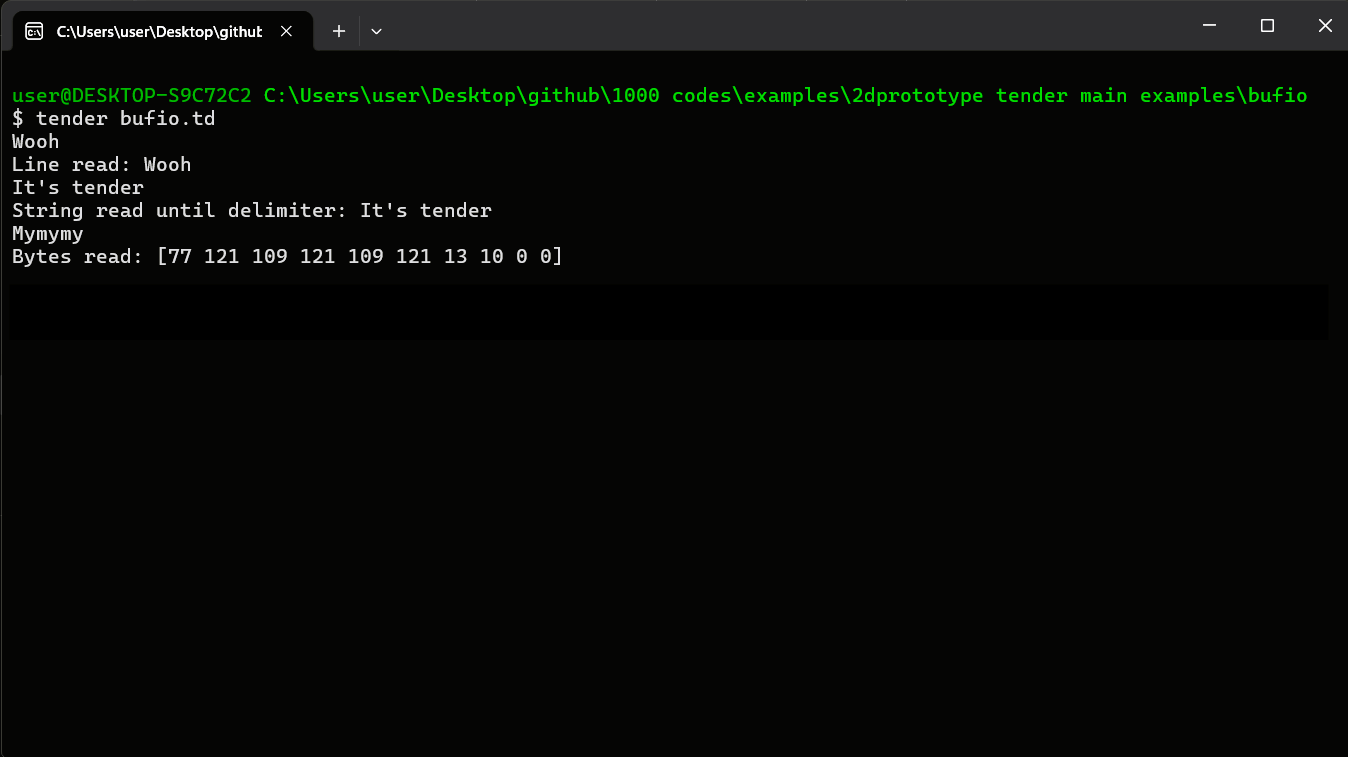 C:\Users\user\Desktop\github
user@DESKTOP-S9C72C2 C:\Users\user\Desktop\github\1000 codes\examples\2dprototype tender main examples\bufio
$ tender bufio.td
Wooh
Line read: Wooh
It's tender
String read until delimiter: It's tender
Mymymy
Bytes read: [77 121 109 121 109 121 13 10 0 0]